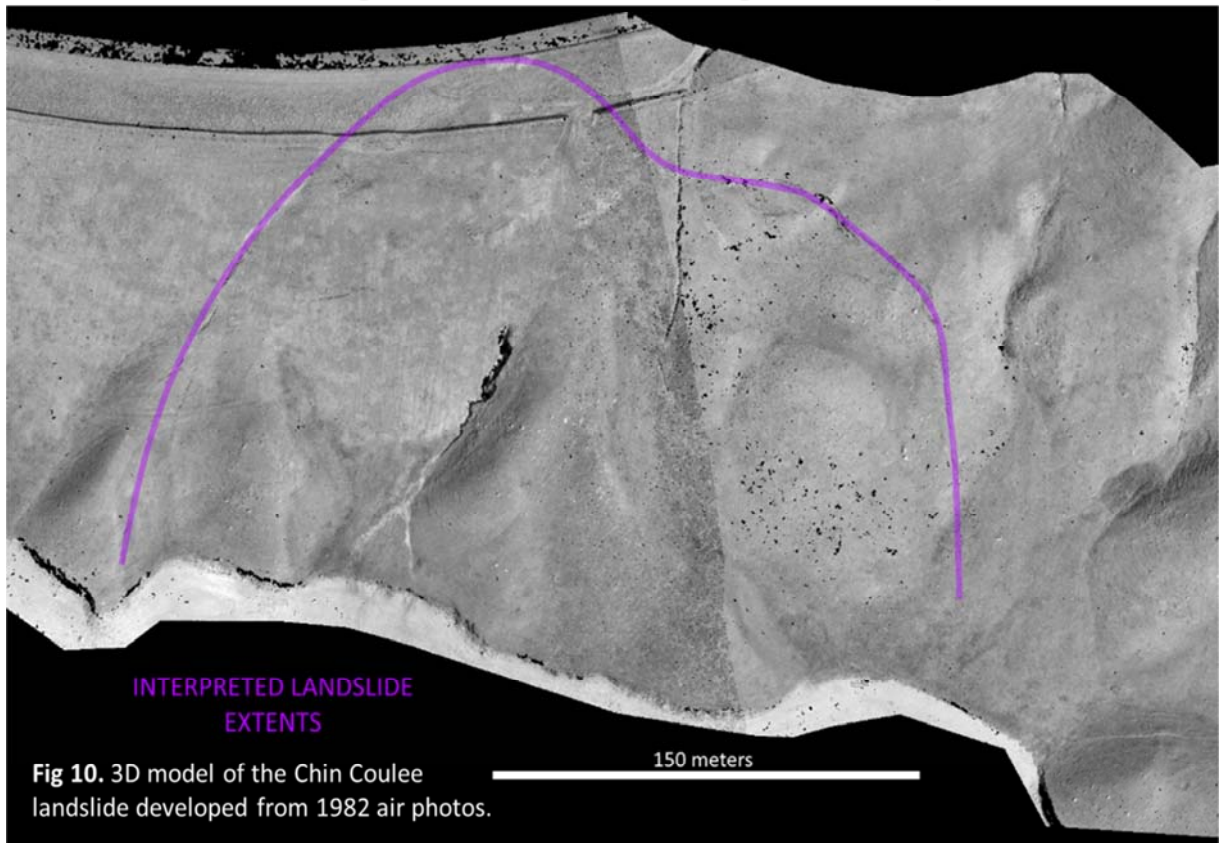 INTERPRETED LANDSLIDE
EXTENTS
150 meters
Fig 10. 3D model of the Chin Coulee
landslide developed from 1982 air photos.